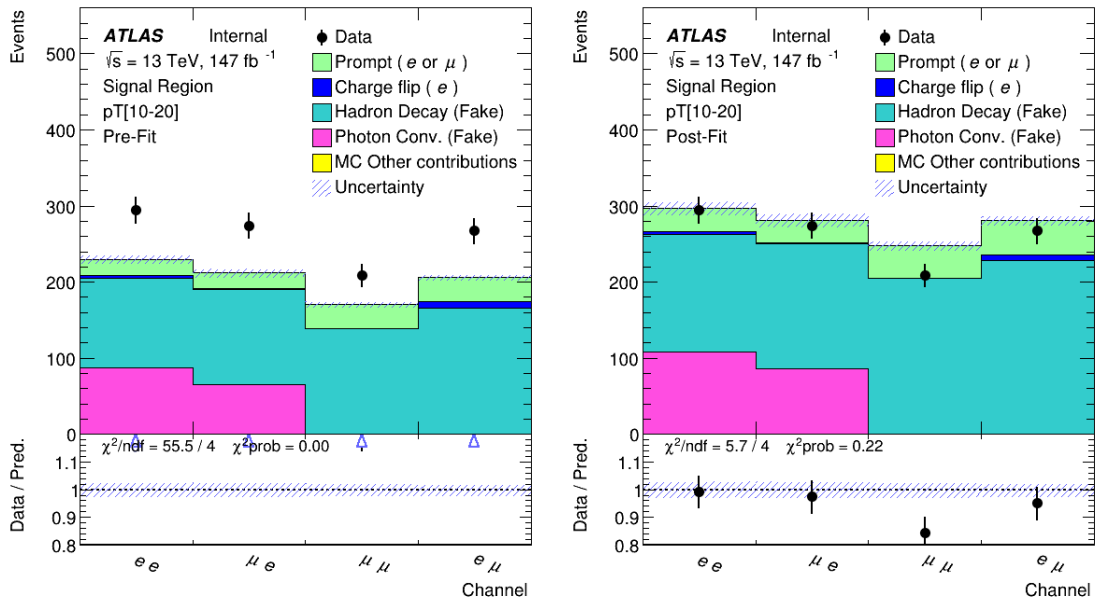 Events
500
400
300
200
100
0
ATLAS Internal
√s = 13 TeV, 147 fb -1
Signal Region
pT[10-20]
Pre-Fit
Data
Prompt ( e or μ )
Charge flip ( e )
Hadron Decay (Fake)
Photon Conv. (Fake)
MC Other contributions
Uncertainty
Data / Pred.
1.1
1
0.9
0.8
χ²/ndf = 55.5 / 4 χ²prob = 0.00
e e
μ e
μ μ
e μ
Channel
Events
500
400
300
200
100
0
ATLAS Internal
√s = 13 TeV, 147 fb -1
Signal Region
pT[10-20]
Post-Fit
Data
Prompt ( e or μ )
Charge flip ( e )
Hadron Decay (Fake)
Photon Conv. (Fake)
MC Other contributions
Uncertainty
Data / Pred.
1.1
1
0.9
0.8
χ²/ndf = 5.7 / 4 χ²prob = 0.22
e e
μ e
μ μ
e μ
Channel